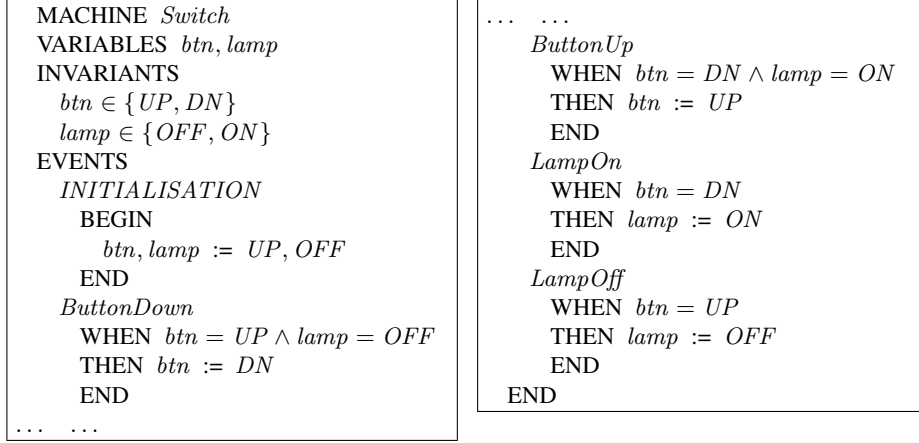 MACHINE Switch
VARIABLES btn, lamp
INVARIANTS
btn ∈ {UP, DN}
lamp ∈ {OFF, ON}
EVENTS
INITIALISATION
BEGIN
btn, lamp := UP, OFF
END
ButtonDown
WHEN btn = UP ∧ lamp = OFF
THEN btn := DN
END
... ...
... ...
ButtonUp
WHEN btn = DN ∧ lamp = ON
THEN btn := UP
END
LampOn
WHEN btn = DN
THEN lamp := ON
END
LampOff
WHEN btn = UP
THEN lamp := OFF
END
END